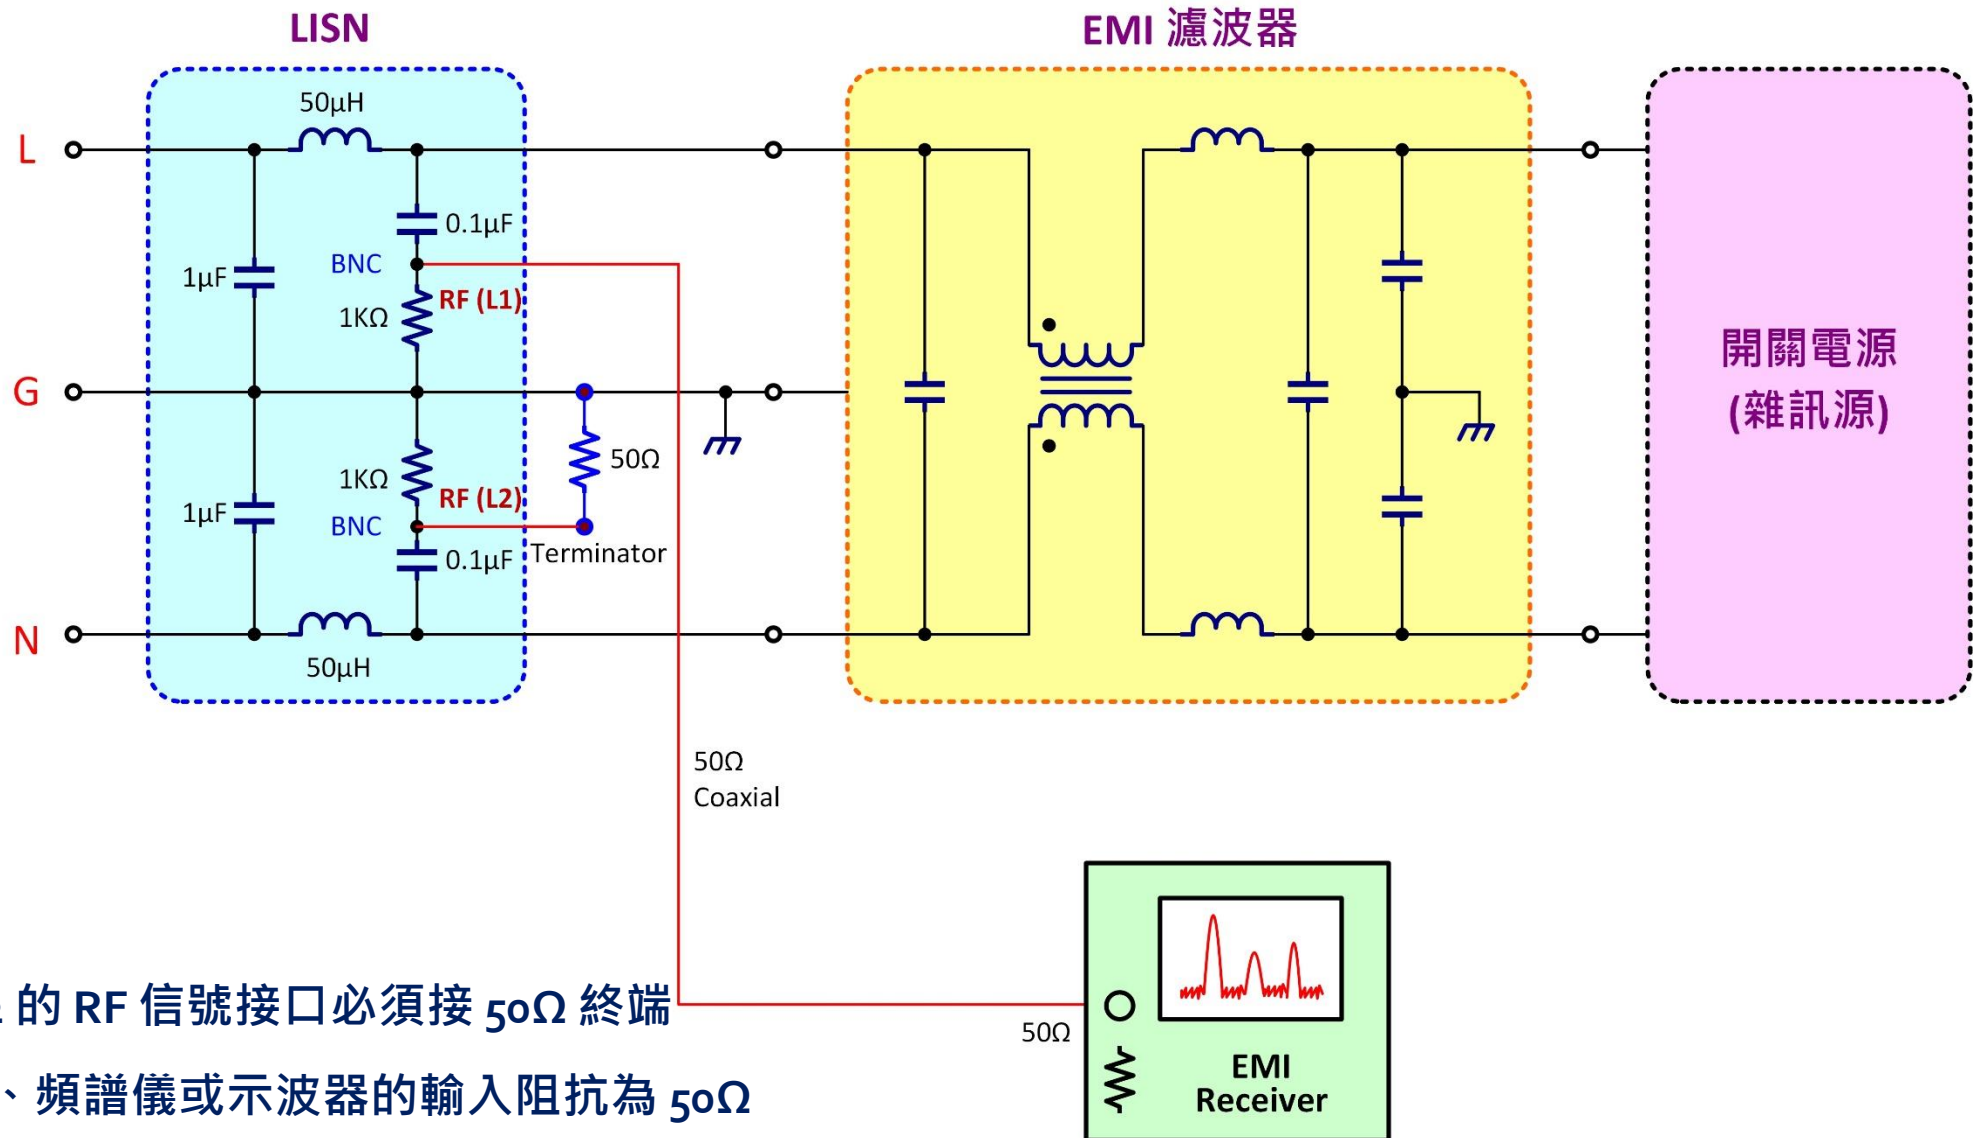 LISN
EMI 濾波器
50μH
L
0.1μF
BNC
1μF
RF (L1)
1KΩ
開關電源
(雜訊源)
G
50Ω
1KΩ
RF (L2)
1μF
BNC
0.1μF
Terminator
N
50μH
50Ω
Coaxial
的 RF 信號接口必須接 50Ω 終端
50Ω
EMI
Receiver
、頻譜儀或示波器的輸入阻抗為 50Ω